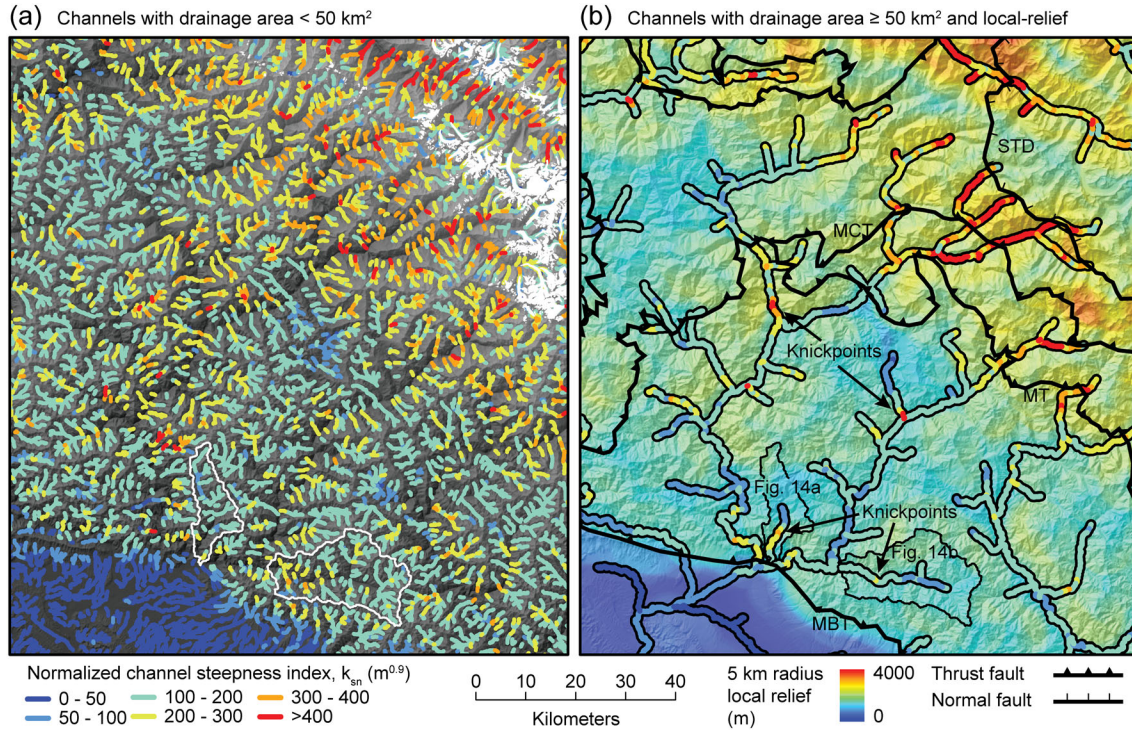 (a) Channels with drainage area < 50 km²
(b) Channels with drainage area ≥ 50 km² and local-relief
STD
MCT
Knickpoints
MT
Fig. 14a
Knickpoints
Fig. 14b
MB
Normalized channel steepness index, kₛₙ (m⁰·⁹)
0 - 50
100 - 200
300 - 400
50 - 100
200 - 300
>400
0 10 20 30 40
Kilometers
5 km radius
local relief
(m)
4000
0
Thrust fault
Normal fault